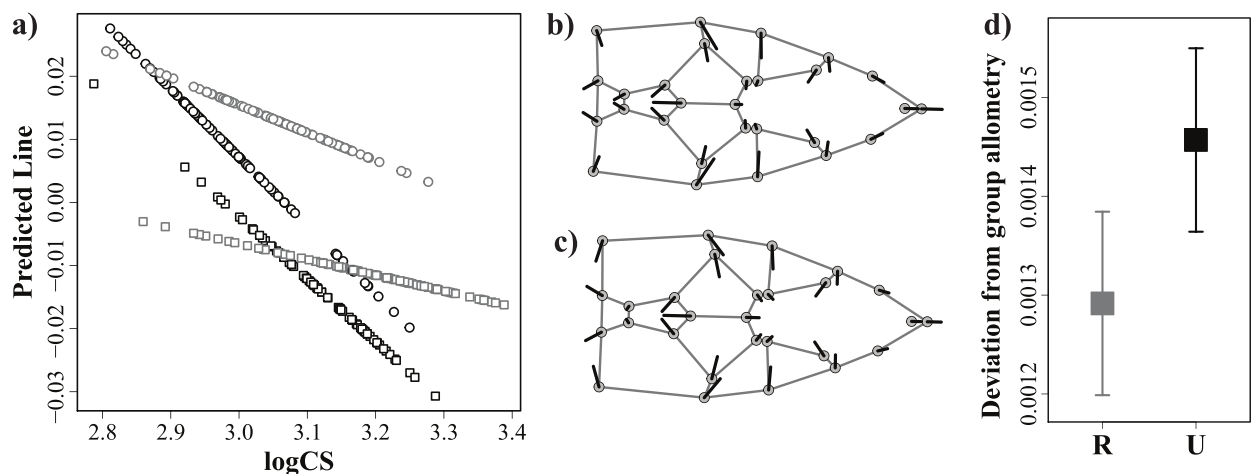 a)
Predicted Line
0.02
0.01
0.00
−0.01
−0.02
−0.03
2.8 2.9 3.0 3.1 3.2 3.3 3.4
logCS
b)
c)
d)
Deviation from group allometry
0.0015
0.0014
0.0013
0.0012
R U